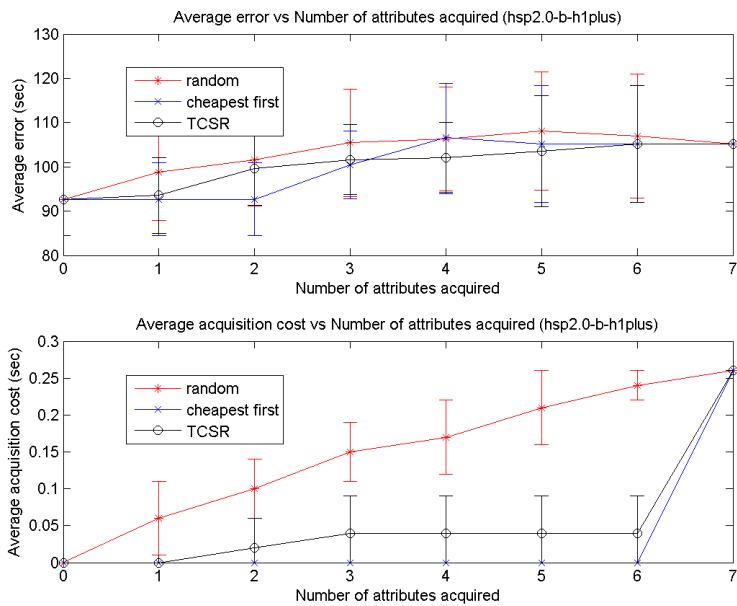 Average error vs Number of attributes acquired (hsp2.0-b-h1plus)
130
120
110
100
90
80
Average error (sec)
random
cheapest first
TCSR
0 1 2 3 4 5 6 7
Number of attributes acquired
Average acquisition cost vs Number of attributes acquired (hsp2.0-b-h1plus)
0.3
0.25
0.2
0.15
0.1
0.05
0
Average acquisition cost (sec)
random
cheapest first
TCSR
0 1 2 3 4 5 6 7
Number of attributes acquired